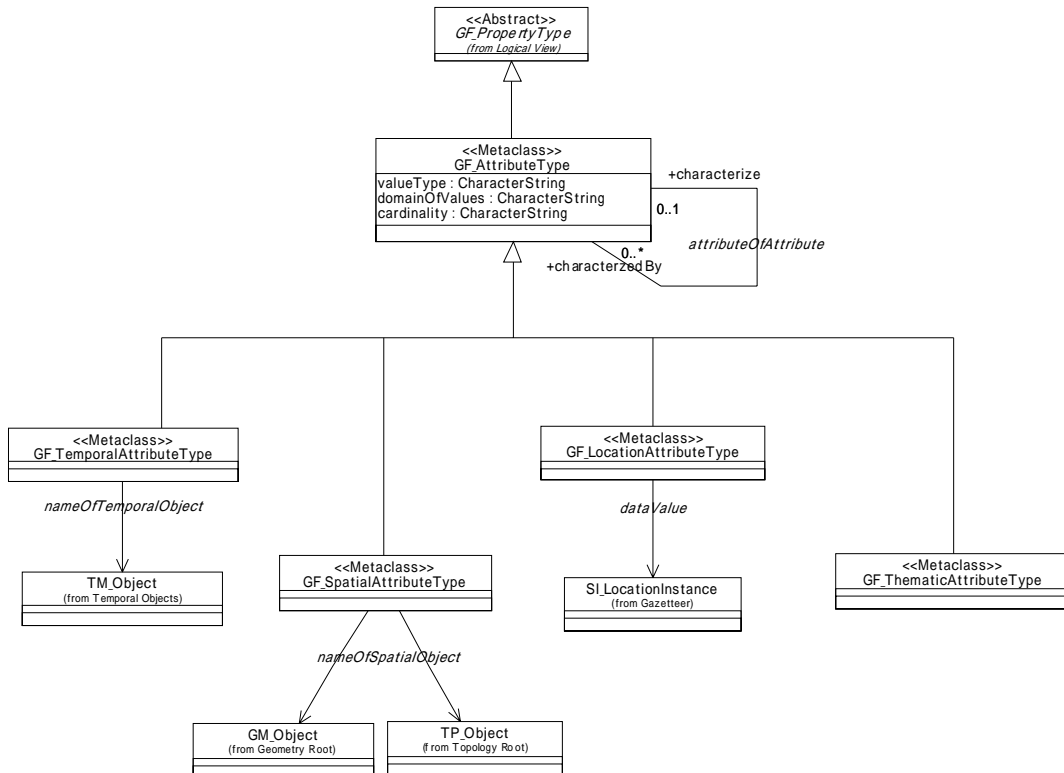 <<Abstract>>
GF_PropertyType
(from Logical View)
<<Metaclass>>
GF_AttributeType
valueType : CharacterString
domainOfValues : CharacterString
cardinality : CharacterString
+characterize
0..1
attributeOfAttribute
0..*
+characterzedBy
<<Metaclass>>
GF_TemporalAttributeType
nameOfTemporalObject
TM_Object
(from Temporal Objects)
<<Metaclass>>
GF_SpatialAttributeType
nameOfSpatialObject
GM_Object
(from Geometry Root)
TP_Object
(from Topology Root)
<<Metaclass>>
GF_LocationAttributeType
dataValue
SI_LocationInstance
(from Gazetteer)
<<Metaclass>>
GF_ThematicAttributeType